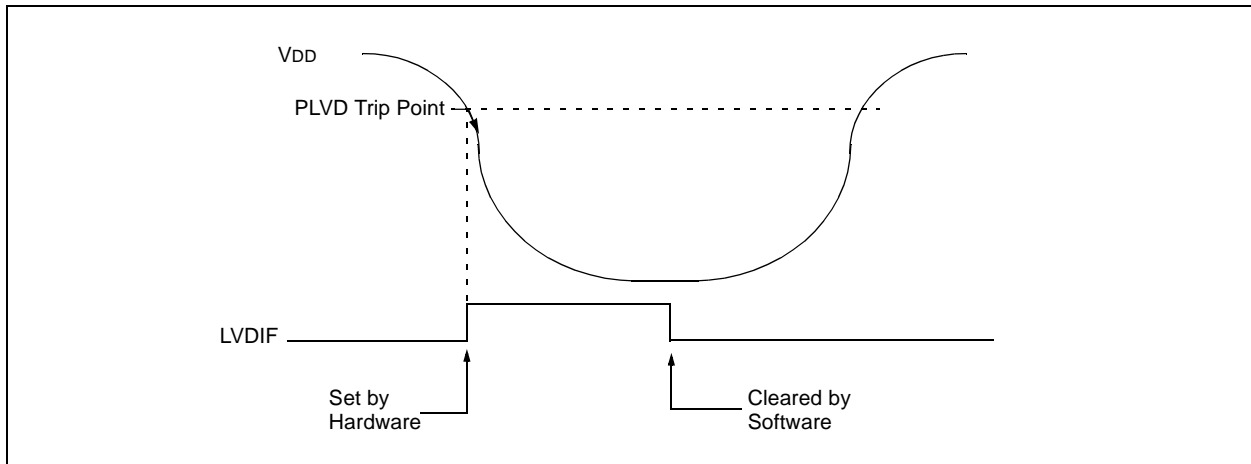 VDD
PLVD Trip Point
LVDIF
Set by
Hardware
Cleared by
Software